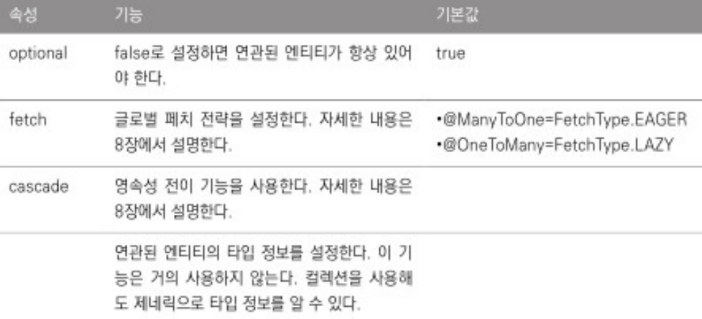 속성 기능 기본값
optional false로 설정하면 연관된 엔티티가 항상 있어 true
야 한다.
fetch 글로벌 페치 전략을 설정한다. 자세한 내용은 •@ManyToOne=FetchType.EAGER
8장에서 설명한다. •@OneToMany=FetchType.LAZY
cascade 영속성 전이 기능을 사용한다. 자세한 내용은
8장에서 설명한다.
연관된 엔티티의 타입 정보를 설정한다. 이 기
능은 거의 사용하지 않는다. 컬렉션을 사용해
도 제네릭으로 타입 정보를 알 수 있다.